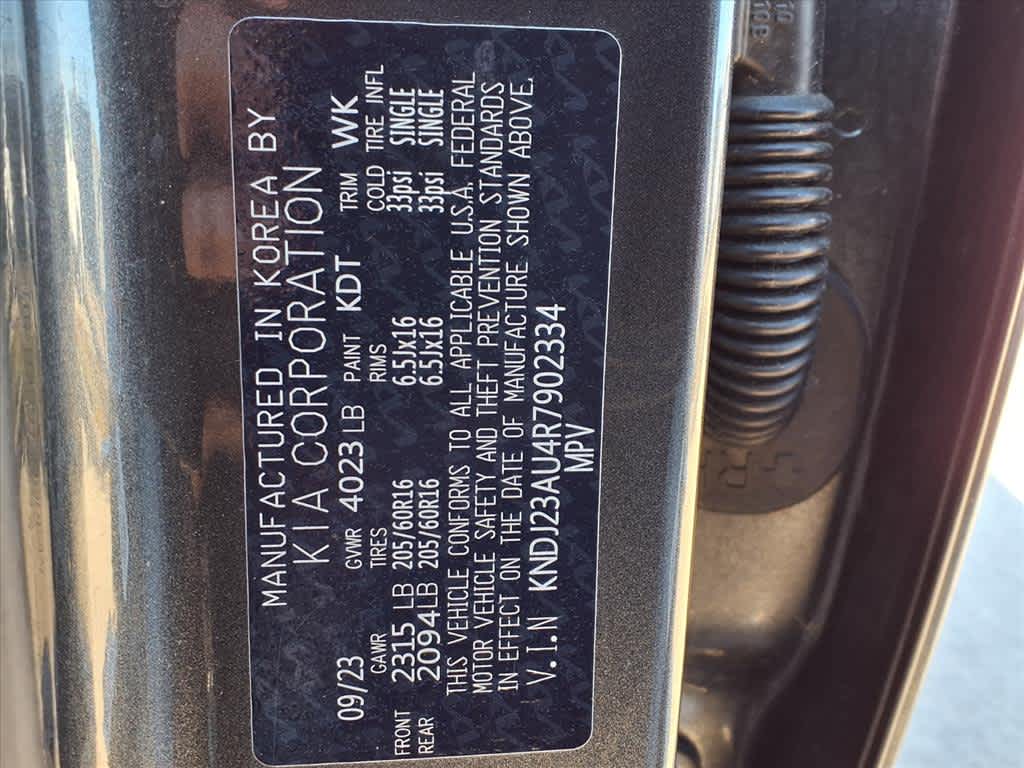 MANUFACTURED IN KOREA BY
KIA CORPORATION
09/23 GVWR 4023 LB PAINT KDT TRIM WK
GAWR TIRES RIMS COLD TIRE INFL
FRONT 2315 LB 205/60R16 6.5Jx16 33psi, SINGLE
REAR 2094LB 205/60R16 6.5Jx16 33psi, SINGLE
THIS VEHICLE CONFORMS TO ALL APPLICABLE U.S.A. FEDERAL
MOTOR VEHICLE SAFETY AND THEFT PREVENTION STANDARDS
IN EFFECT ON THE DATE OF MANUFACTURE SHOWN ABOVE.
V.I.N KNDJ23AU4R7902334
MPV